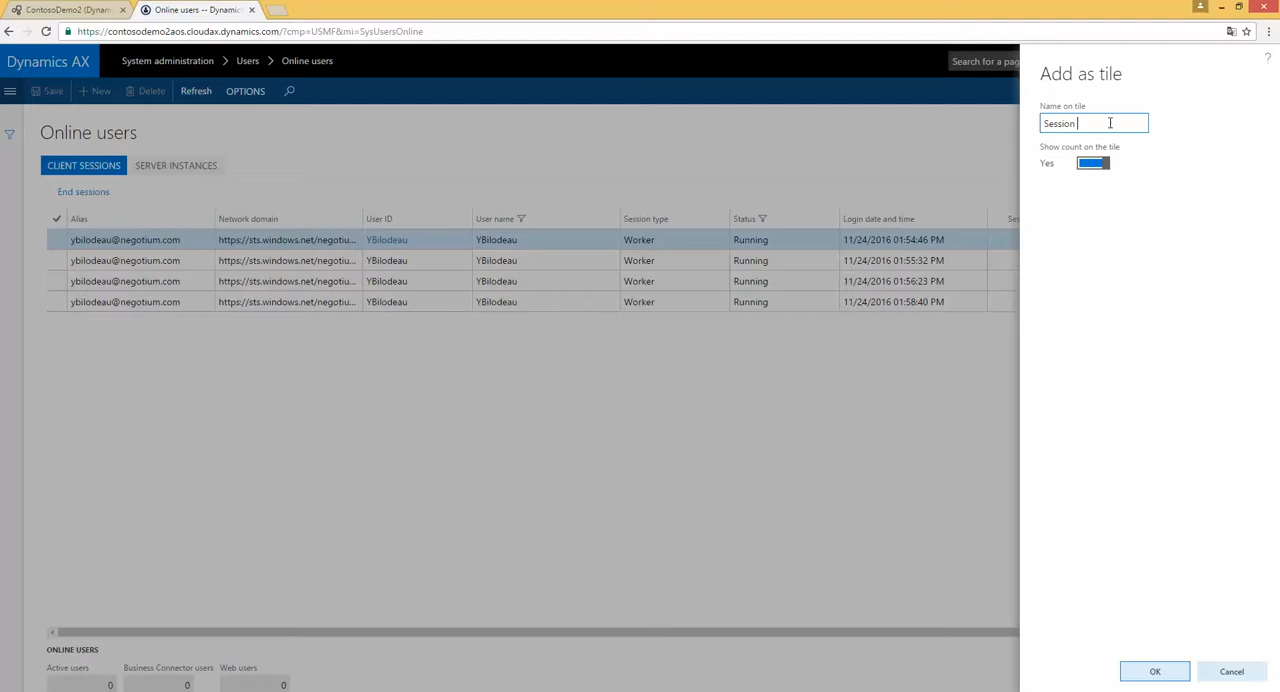 ContosoDemo2 (Dynam
Online users -- Dynamic
https://contosodemo2aos.cloudax.dynamics.com/?cmp=USMF&mi=SysUsersOnline
Dynamics AX
System administration > Users > Online users
Search for a pag
Save
New
Delete
Refresh
OPTIONS
Online users
CLIENT SESSIONS
SERVER INSTANCES
End sessions
Alias Network domain User ID User name Session type Status Login date and time Ses
ybilodeau@negotium.com https://sts.windows.net/negotiu... YBilodeau YBilodeau Worker Running 11/24/2016 01:54:46 PM
ybilodeau@negotium.com https://sts.windows.net/negotiu... YBilodeau YBilodeau Worker Running 11/24/2016 01:55:32 PM
ybilodeau@negotium.com https://sts.windows.net/negotiu... YBilodeau YBilodeau Worker Running 11/24/2016 01:56:23 PM
ybilodeau@negotium.com https://sts.windows.net/negotiu... YBilodeau YBilodeau Worker Running 11/24/2016 01:58:40 PM
ONLINE USERS
Active users Business Connector users Web users
0 0 0
?
Add as tile
Name on tile
Session
Show count on the tile
Yes
OK Cancel